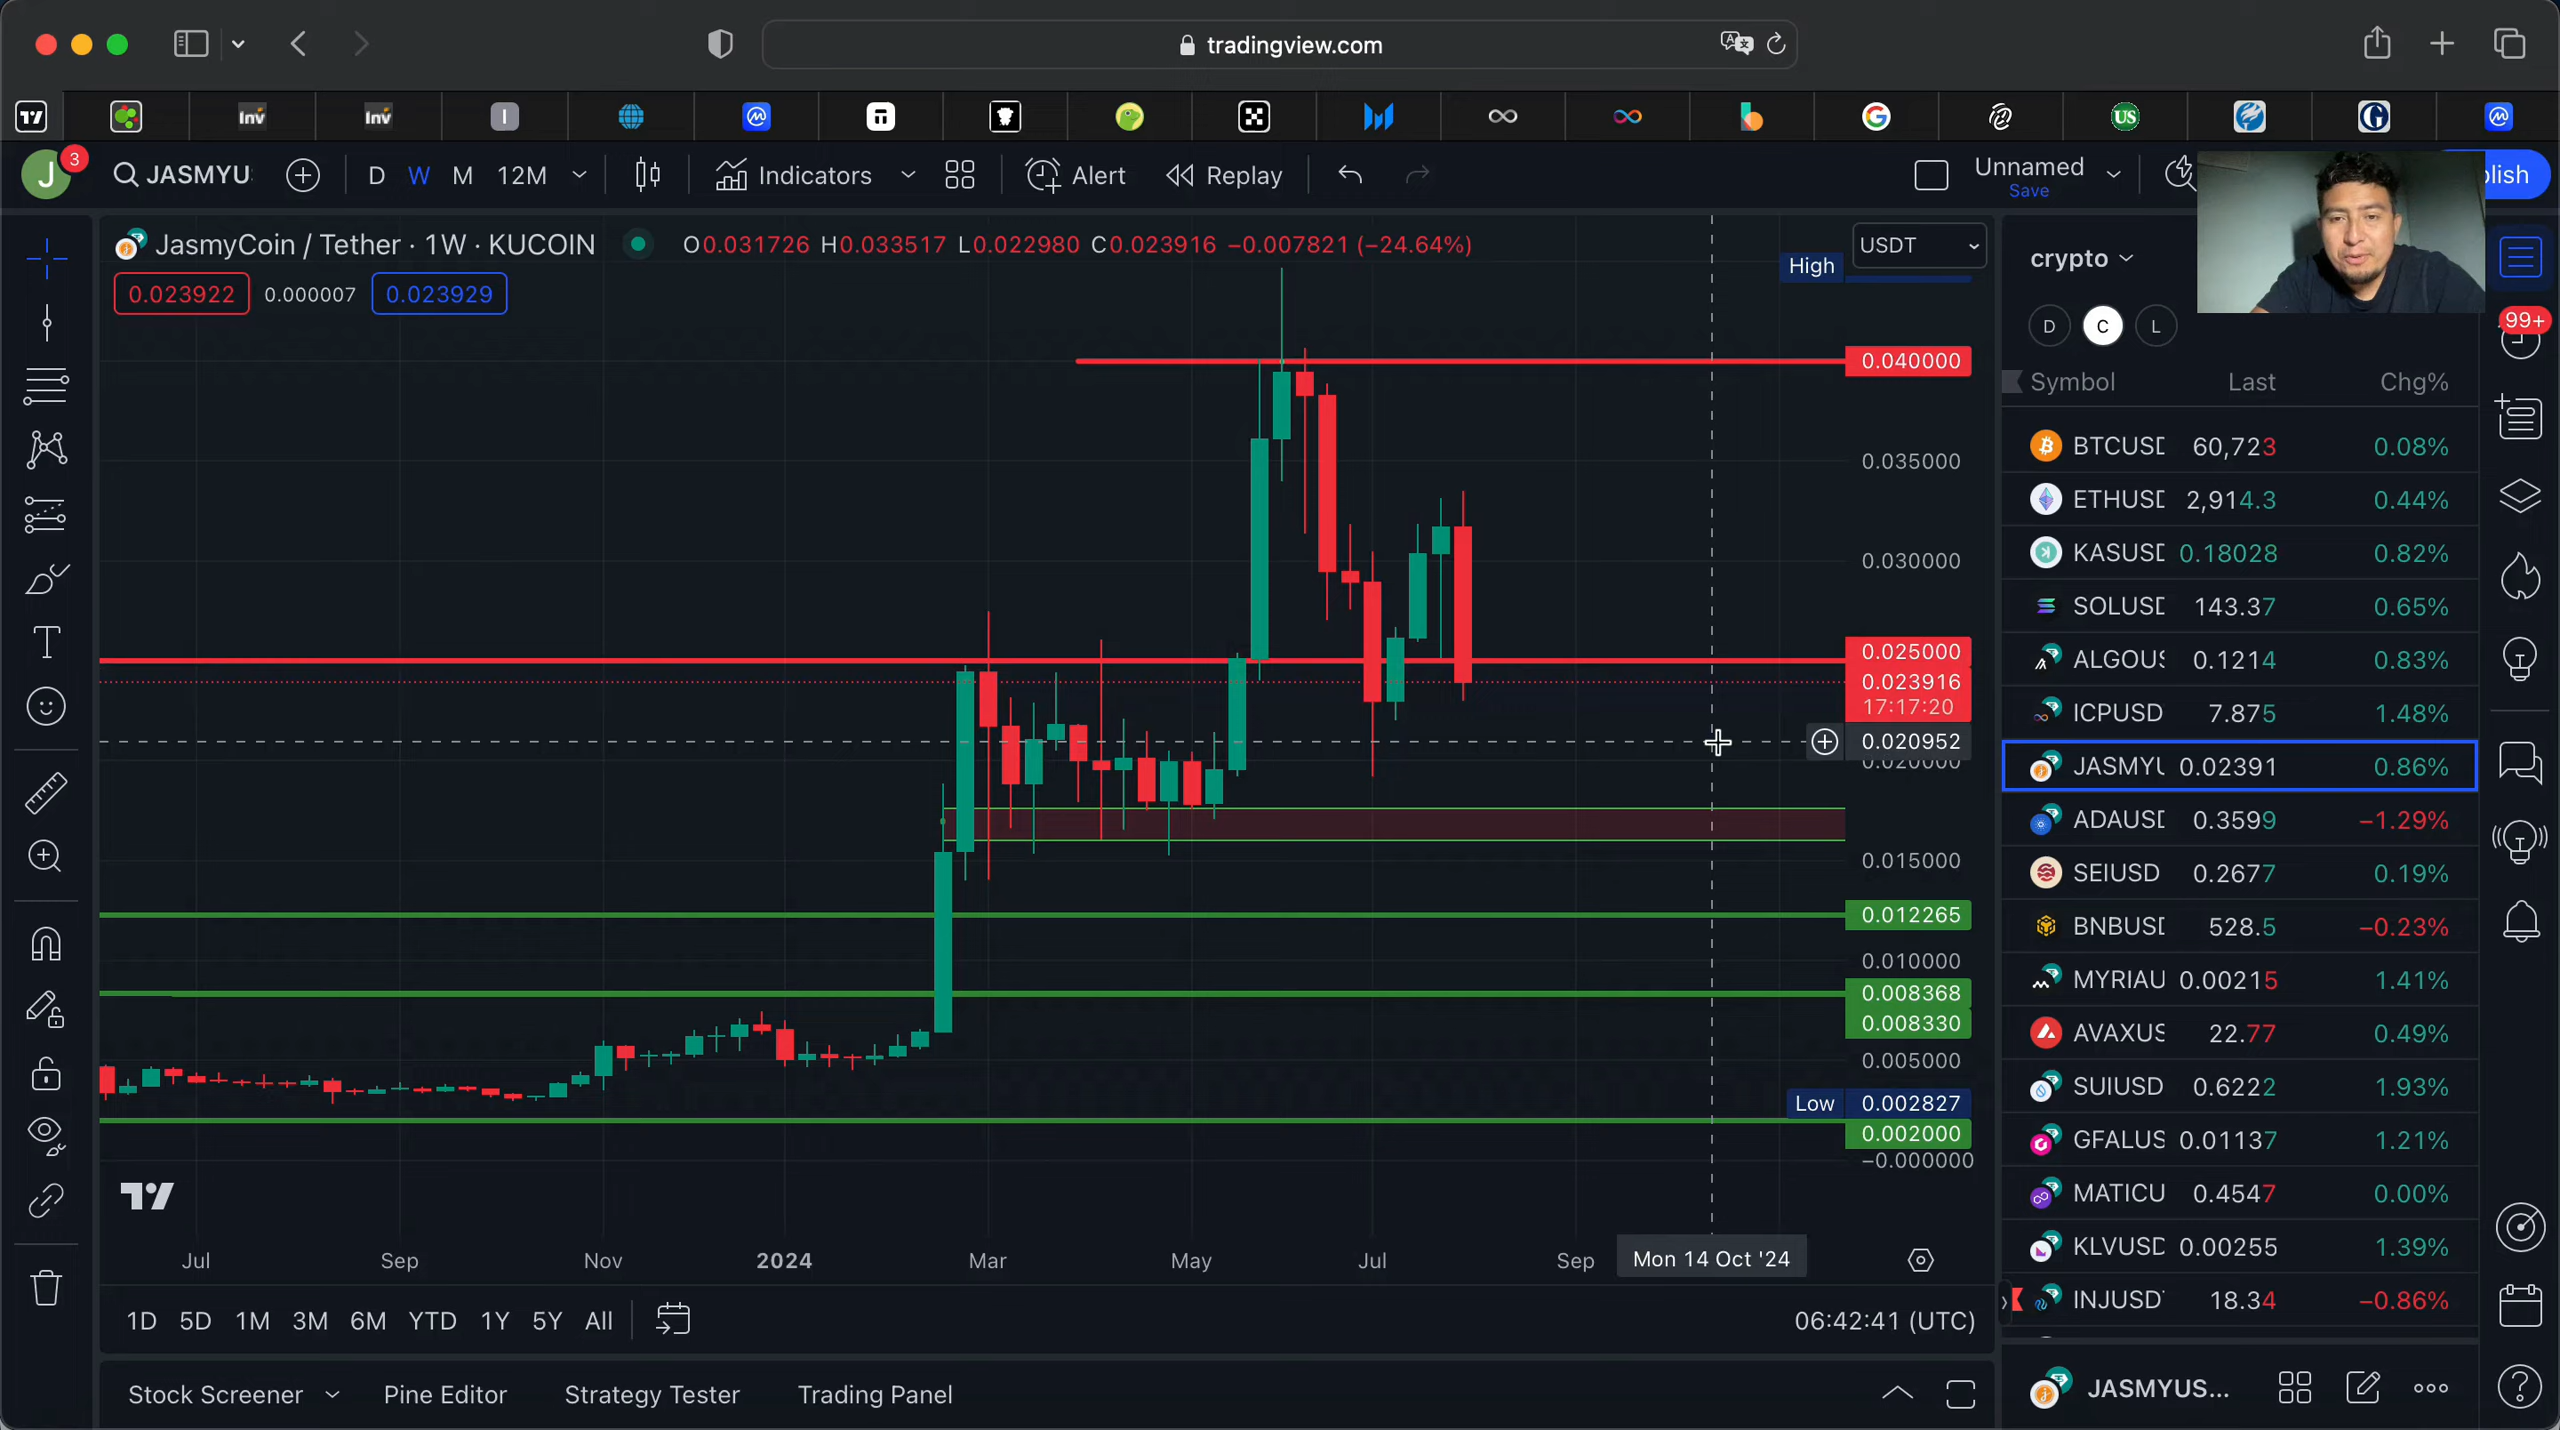 tradingview.com
Inv
Inv
I
US
G
J
3
JASMYU
D
W
M
12M
Indicators
Alert
Replay
Unnamed
Save
lish
JasmyCoin / Tether · 1W · KUCOIN
O0.031726 H0.033517 L0.022980 C0.023916 −0.007821 (−24.64%)
0.023922
0.000007
0.023929
USDT
High
0.040000
0.035000
0.030000
0.025000
0.023916
17:17:20
0.020952
0.020000
0.015000
0.012265
0.010000
0.008368
0.008330
0.005000
Low
0.002827
0.002000
−0.000000
Jul
Sep
Nov
2024
Mar
May
Jul
Sep
Mon 14 Oct '24
1D
5D
1M
3M
6M
YTD
1Y
5Y
All
06:42:41 (UTC)
Stock Screener
Pine Editor
Strategy Tester
Trading Panel
crypto
D
C
L
99+
Symbol Last Chg%
BTCUSD 60,723 0.08%
ETHUSD 2,914.3 0.44%
KASUSD 0.18028 0.82%
SOLUSD 143.37 0.65%
ALGOUS 0.1214 0.83%
ICPUSD 7.875 1.48%
JASMYU 0.02391 0.86%
ADAUSD 0.3599 −1.29%
SEIUSD 0.2677 0.19%
BNBUSD 528.5 −0.23%
MYRIAU 0.00215 1.41%
AVAXUS 22.77 0.49%
SUIUSD 0.6222 1.93%
GFALUS 0.01137 1.21%
MATICU 0.4547 0.00%
KLVUSD 0.00255 1.39%
INJUSD 18.34 −0.86%
JASMYUS...